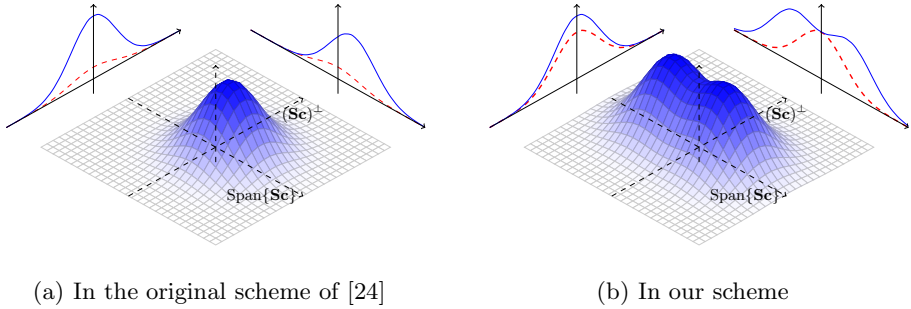 (Sc)⊥
Span{Sc}
(a) In the original scheme of [24]
(Sc)⊥
Span{Sc}
(b) In our scheme